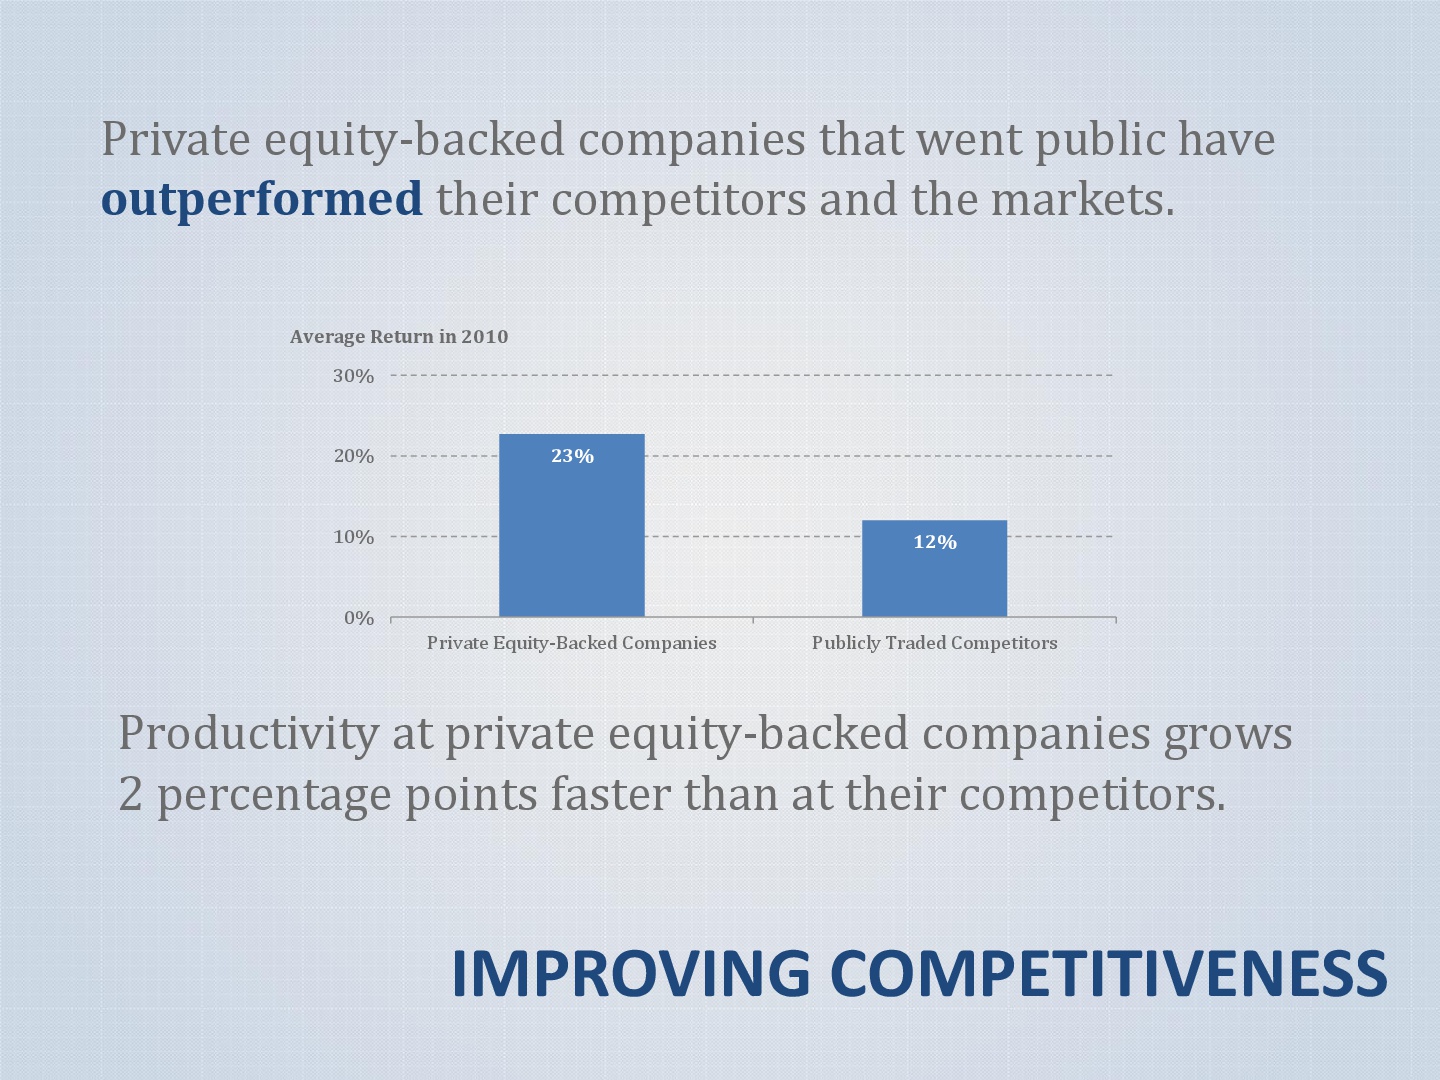 Private equity-backed companies that went public have
outperformed their competitors and the markets.
Average Return in 2010
30%
20%
10%
0%
23%
12%
Private Equity-Backed Companies
Publicly Traded Competitors
Productivity at private equity-backed companies grows
2 percentage points faster than at their competitors.
IMPROVING COMPETITIVENESS